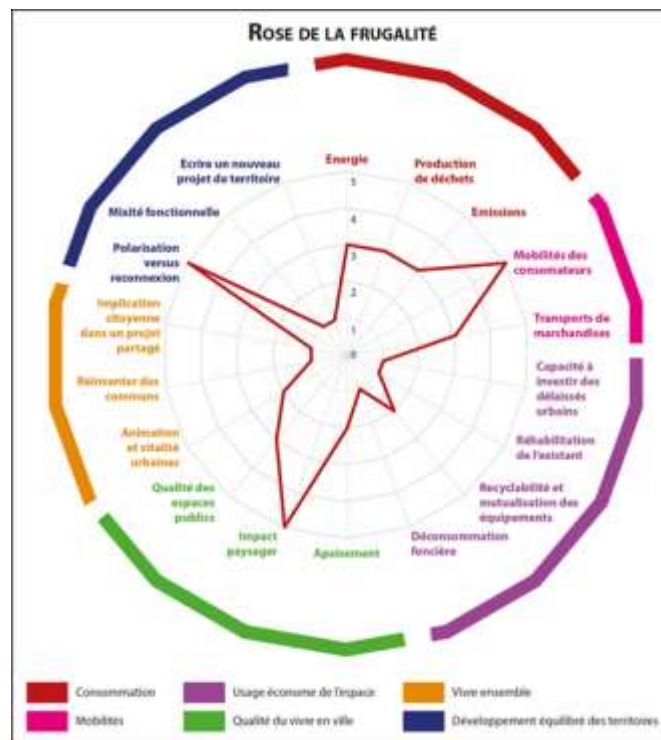 ROSE DE LA FRUGALITÉ
Energie
Production
de déchets
Emissions
Mobilités des
consomateurs
Transports de
marchandises
Capacité à
investir des
délaissés
urbains
Réhabilitation
de l'existant
Recyclabilité et
mutualisation des
équipements
Déconsommation
foncière
Apaisement
Impact
paysager
Qualité des
espaces
publics
Animation
et vitalité
urbaines
Réinventer des
communs
Implication
citoyenne
dans un projet
partagé
Polarisation
versus
reconnexion
Mixité fonctionnelle
Ecrire un nouveau
projet de territoire
5
4
3
2
1
0
Consommation
Mobilités
Usage économe de l'espace
Qualité du vivre en ville
Vivre ensemble
Développement équilibré des territoires